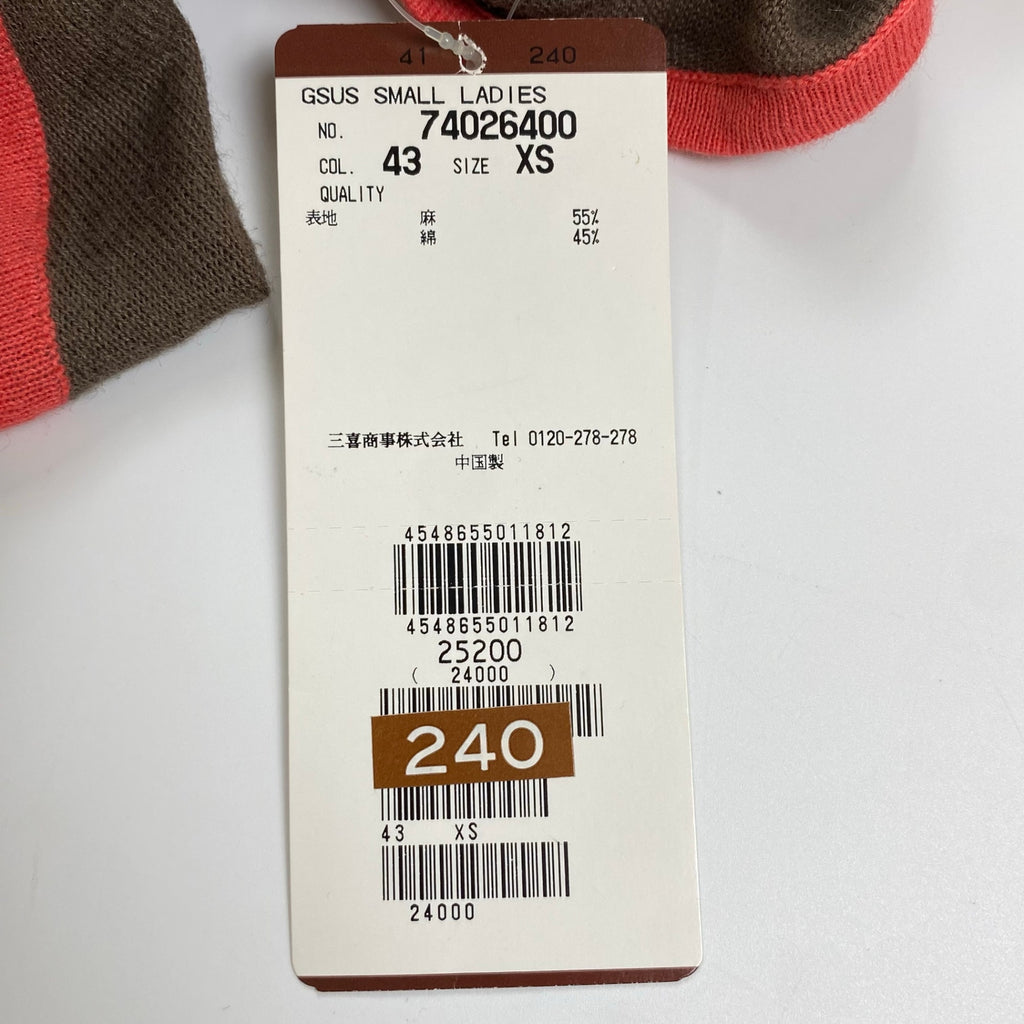 41 240
GSUS SMALL LADIES
NO. 74026400
COL. 43 SIZE XS
QUALITY
表地 麻 55%
綿 45%
三喜商事株式会社 Tel 0120-278-278
中国製
4548655011812
4548655011812
25200
( 24000 )
240
43 XS
24000